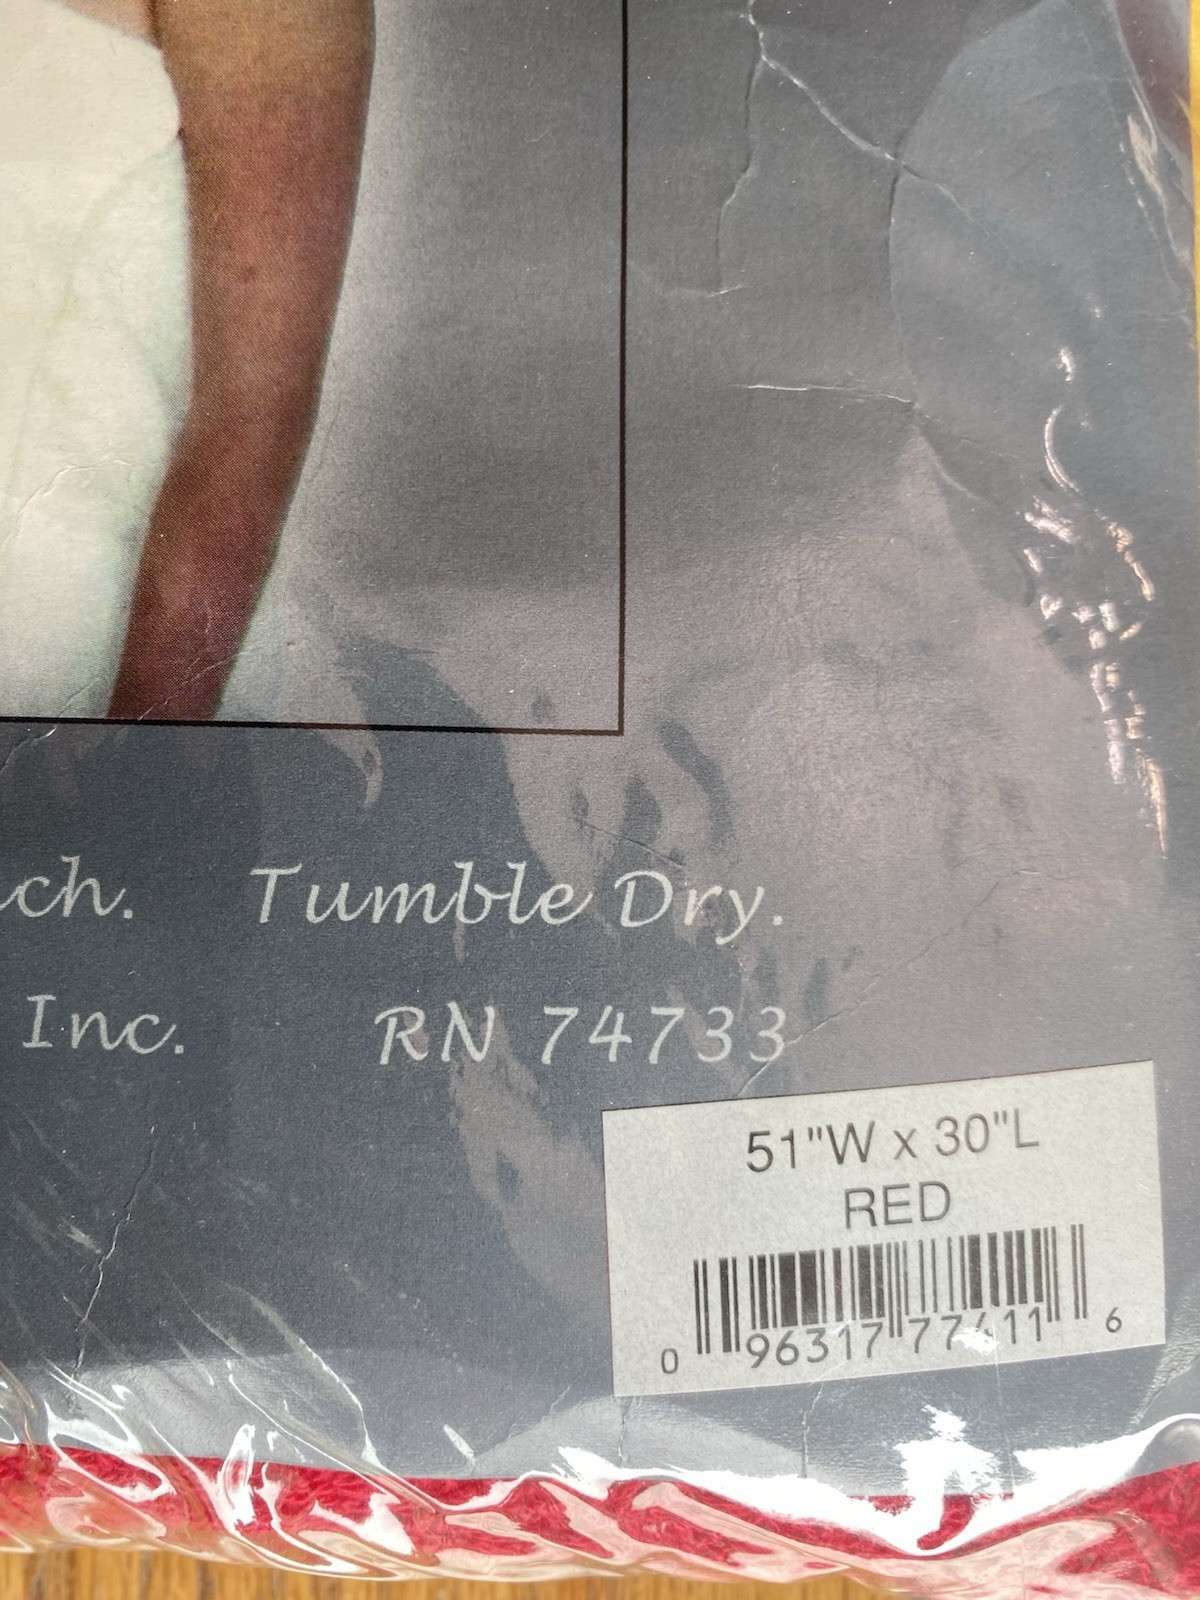 ch. Tumble Dry.
Inc. RN 74733
51"W x 30"L
RED
0 96317 77411 6